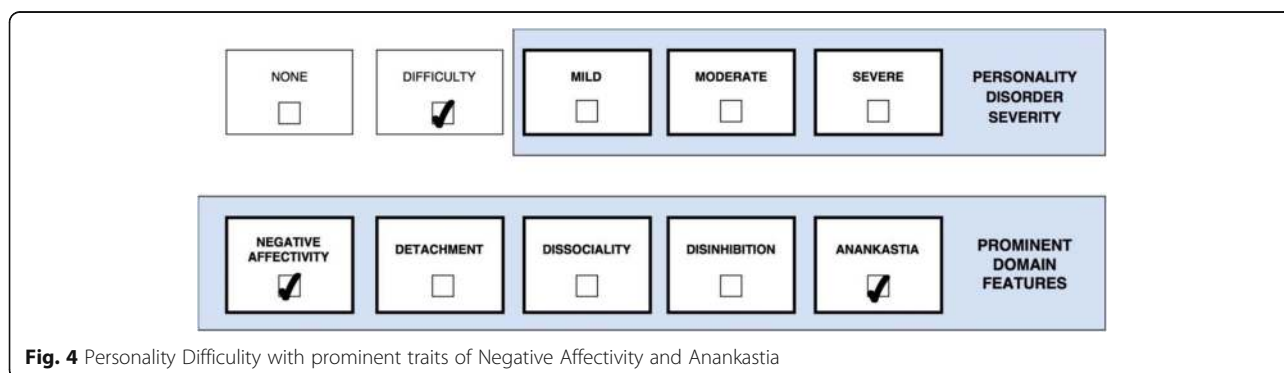 NONE DIFFICULTY MILD MODERATE SEVERE PERSONALITY
DISORDER
SEVERITY
NEGATIVE
AFFECTIVITY DETACHMENT DISSOCIALITY DISINHIBITION ANANKASTIA PROMINENT
DOMAIN
FEATURES
Fig. 4 Personality Difficulity with prominent traits of Negative Affectivity and Anankastia